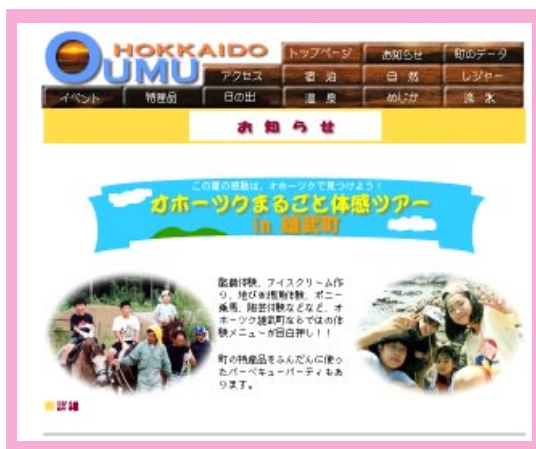 HOKKAIDO
OUMU
トップページ
お知らせ
町のデータ
アクセス
宿 泊
自 然
レジャー
イベント
特産品
日の出
温 泉
めじか
流 氷
お 知 ら せ
この夏の感動は、オホーツクで見つけよう!
オホーツクまるごと体感ツアー
in 雄武町
酪農体験、アイスクリーム作
り、地び き網体験、ポニー
乗馬、陶芸体験などなど、オ
ホーツク雄武町ならではの体
験メニューが目白押し!!
町の特産品をふんだんに使っ
たバーベキューパーティもあ
ります。
詳細